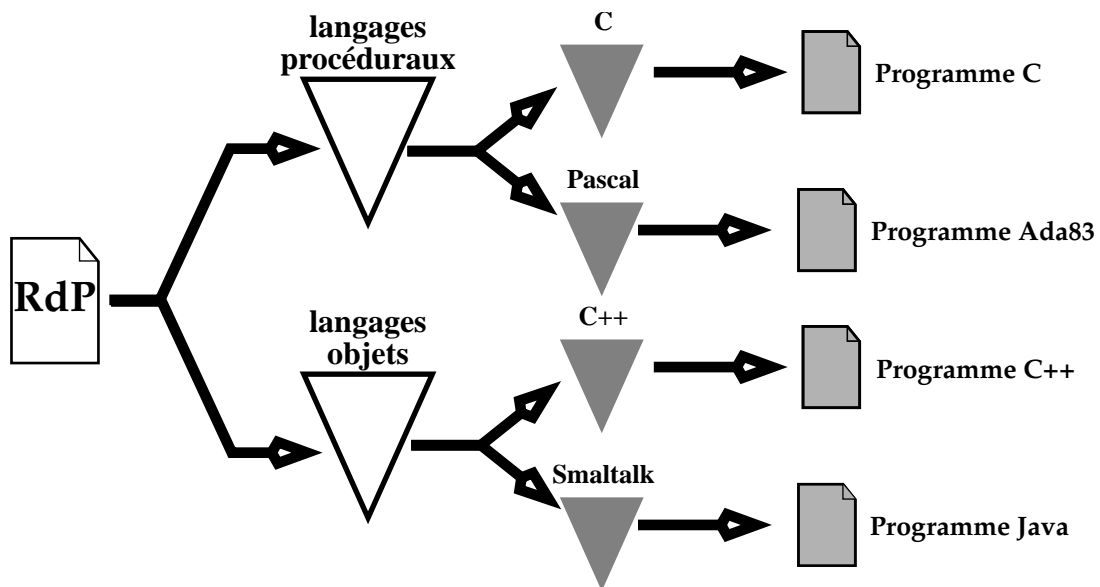 langages
procéduraux
C
Programme C
Pascal
Programme Ada83
RdP
langages
objets
C++
Programme C++
Smaltalk
Programme Java